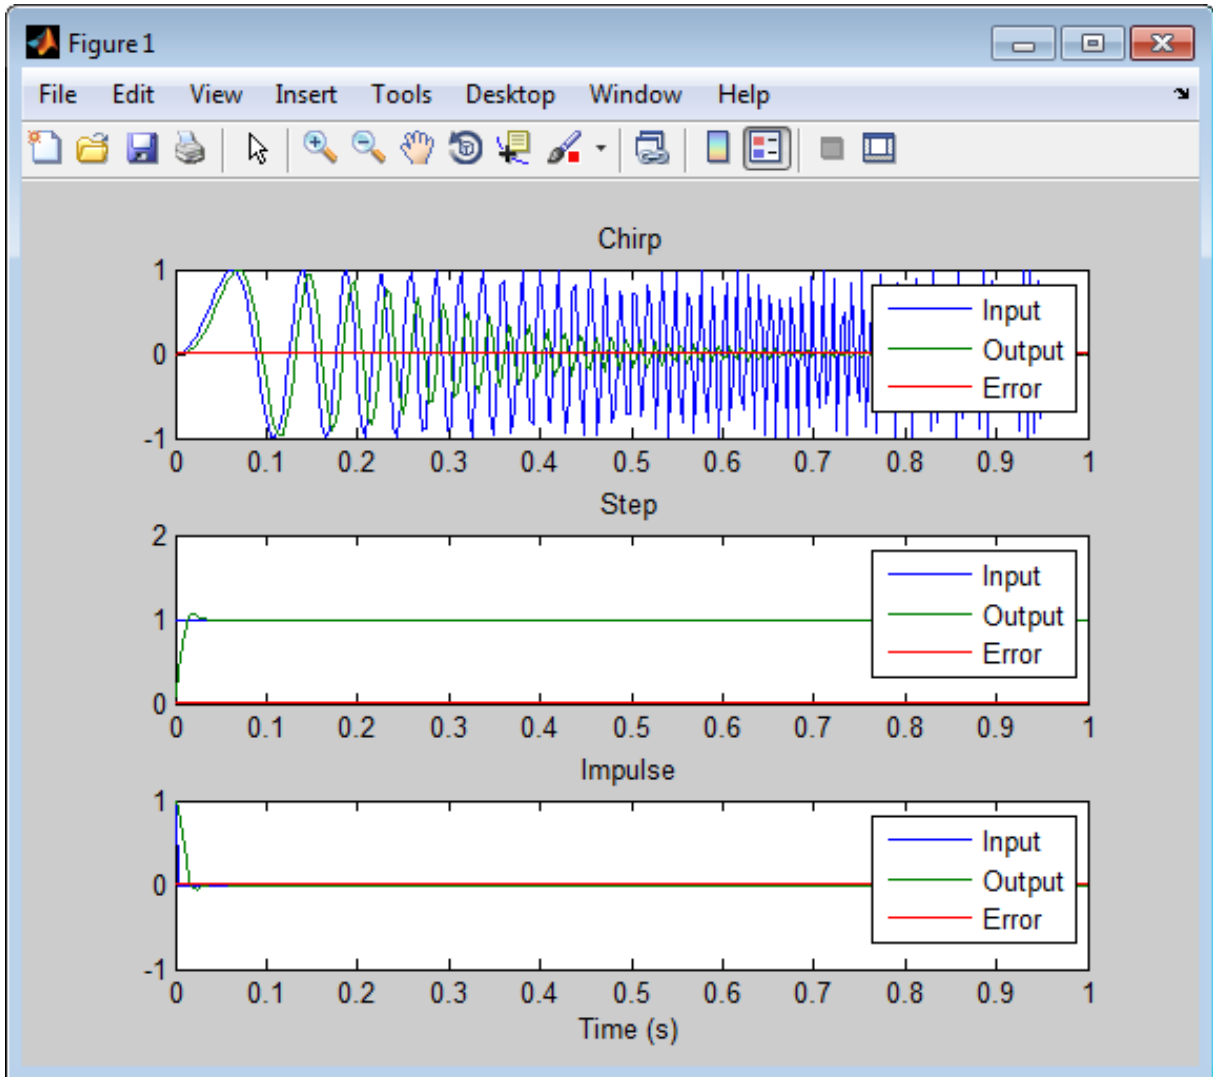 Figure 1
File Edit View Insert Tools Desktop Window Help
Chirp
1
0
-1
Input
Output
Error
0 0.1 0.2 0.3 0.4 0.5 0.6 0.7 0.8 0.9 1
Step
2
1
0
Input
Output
Error
0 0.1 0.2 0.3 0.4 0.5 0.6 0.7 0.8 0.9 1
Impulse
1
0
-1
Input
Output
Error
0 0.1 0.2 0.3 0.4 0.5 0.6 0.7 0.8 0.9 1
Time (s)